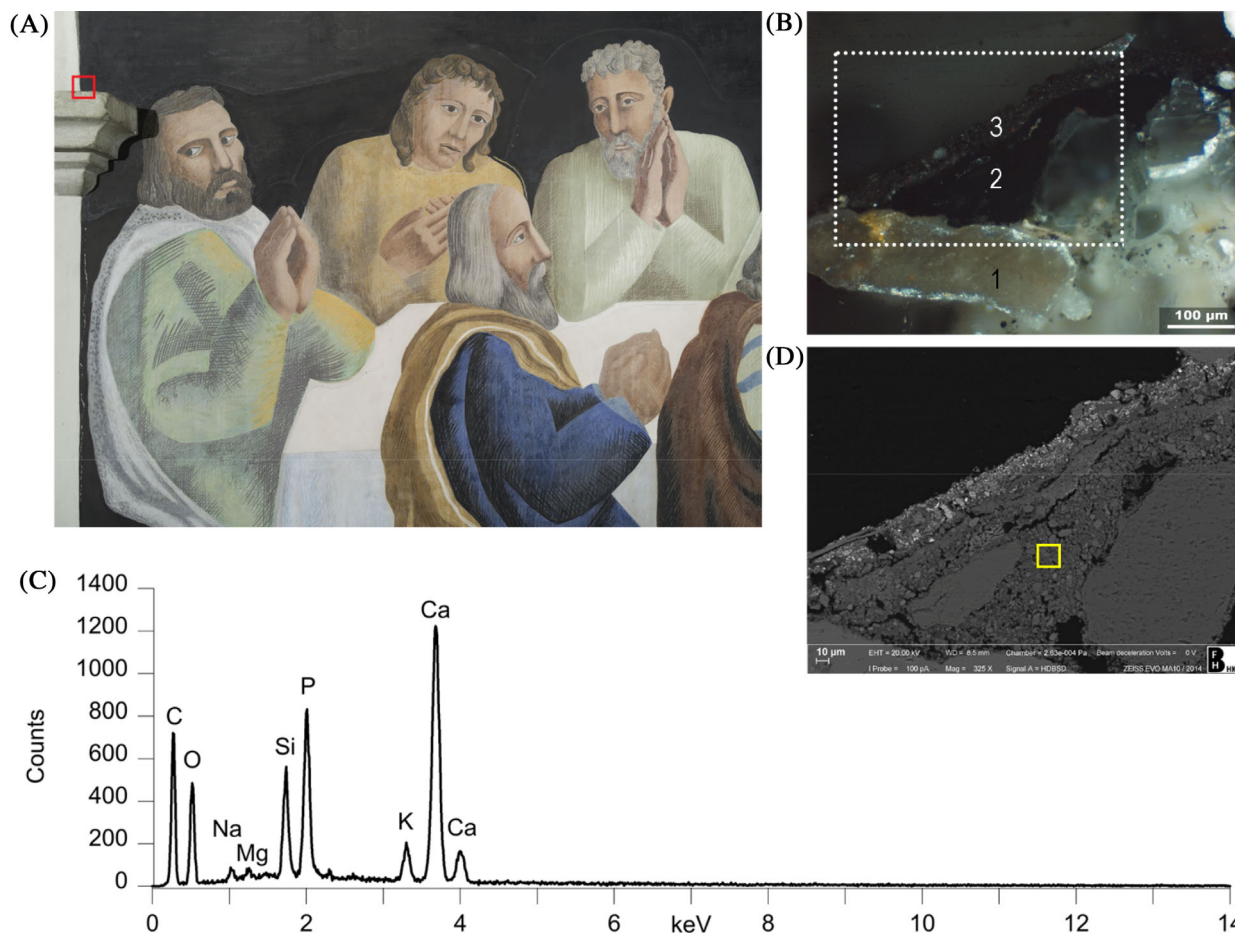 (A)
(B)
3
2
1
100 µm
(D)
10 µm
EHT = 20.00 kV
WD = 8.5 mm
Chamber = 2.63e-004 Pa
Beam deceleration Volts = 0 V
I Probe = 100 pA
Mag = 325 X
Signal A = HDBSD
ZEISS EVO MA10 / 2014
F
H
B
HK
(C)
1400
1200
1000
800
600
400
200
0
Counts
C
O
Na
Mg
Si
P
K
Ca
Ca
0
2
4
6
8
10
12
14
keV